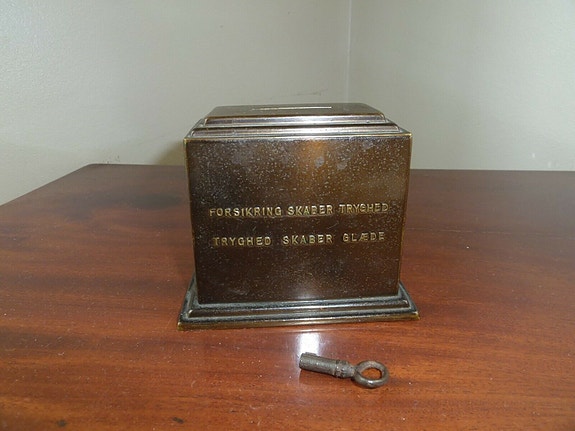 FORSIKRING SKABER TRYGHED
TRYGHED SKABER GLÆDE